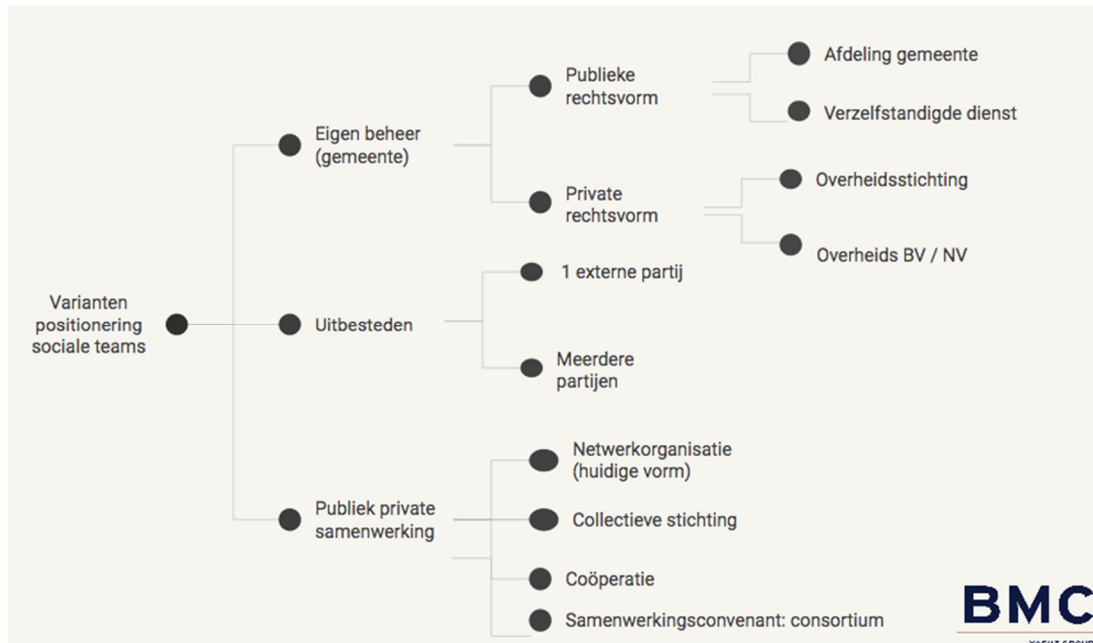 Varianten
positionering
sociale teams
Eigen beheer
(gemeente)
Publieke
rechtsvorm
Afdeling gemeente
Verzelfstandigde dienst
Private
rechtsvorm
Overheidsstichting
Overheids BV / NV
Uitbesteden
1 externe partij
Meerdere
partijen
Publiek private
samenwerking
Netwerkorganisatie
(huidige vorm)
Collectieve stichting
Coöperatie
Samenwerkingsconvenant: consortium
BMC